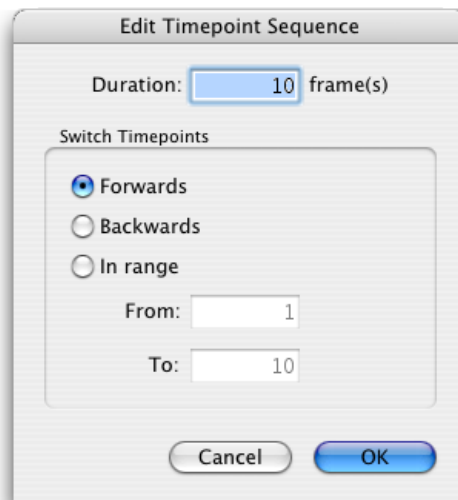 Edit Timepoint Sequence
Duration: 10 frame(s)
Switch Timepoints
Forwards
Backwards
In range
From: 1
To: 10
Cancel OK